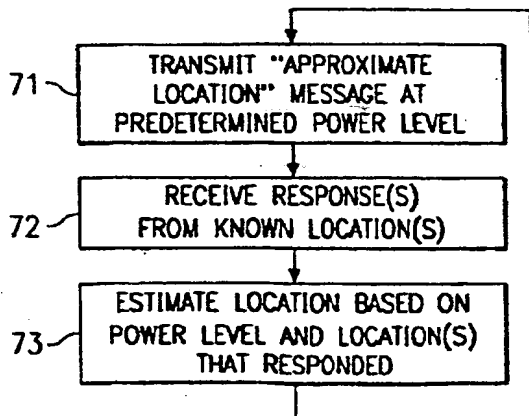 71
TRANSMIT "APPROXIMATE
LOCATION" MESSAGE AT
PREDETERMINED POWER LEVEL
72
RECEIVE RESPONSE(S)
FROM KNOWN LOCATION(S)
73
ESTIMATE LOCATION BASED ON
POWER LEVEL AND LOCATION(S)
THAT RESPONDED